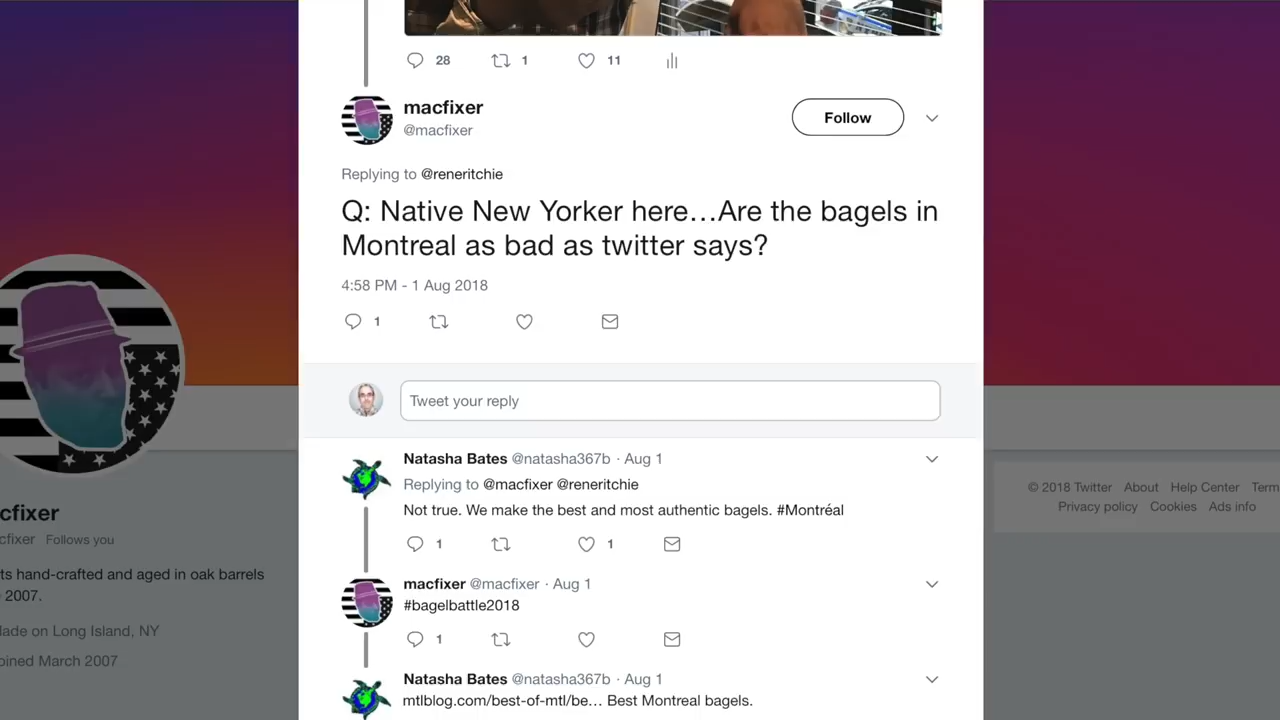 28 1 11
macfixer
@macfixer
Follow
Replying to @reneritchie
Q: Native New Yorker here…Are the bagels in
Montreal as bad as twitter says?
4:58 PM - 1 Aug 2018
1
Tweet your reply
Natasha Bates @natasha367b · Aug 1
Replying to @macfixer @reneritchie
Not true. We make the best and most authentic bagels. #Montréal
1 1
macfixer @macfixer · Aug 1
#bagelbattle2018
1
Natasha Bates @natasha367b · Aug 1
mtlblog.com/best-of-mtl/be… Best Montreal bagels.
cfixer
cfixer Follows you
ts hand-crafted and aged in oak barrels
2007.
lade on Long Island, NY
oined March 2007
© 2018 Twitter About Help Center Term
Privacy policy Cookies Ads info